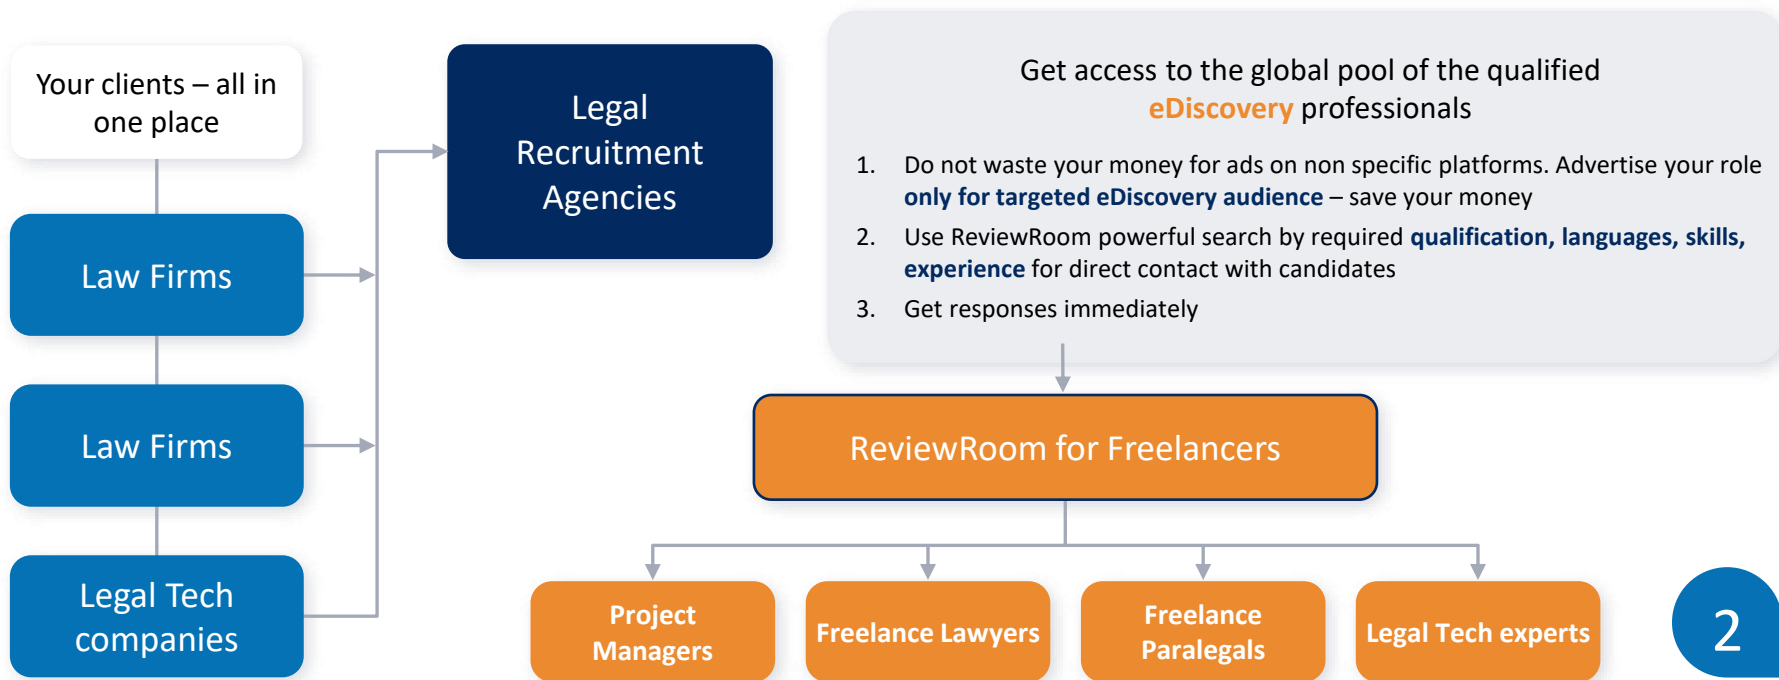 Your clients – all in
one place
Law Firms
Law Firms
Legal Tech
companies
Legal
Recruitment
Agencies
Get access to the global pool of the qualified
eDiscovery professionals
1. Do not waste your money for ads on non specific platforms. Advertise your role
only for targeted eDiscovery audience – save your money
2. Use ReviewRoom powerful search by required qualification, languages, skills,
experience for direct contact with candidates
3. Get responses immediately
ReviewRoom for Freelancers
Project
Managers
Freelance Lawyers
Freelance
Paralegals
Legal Tech experts
2